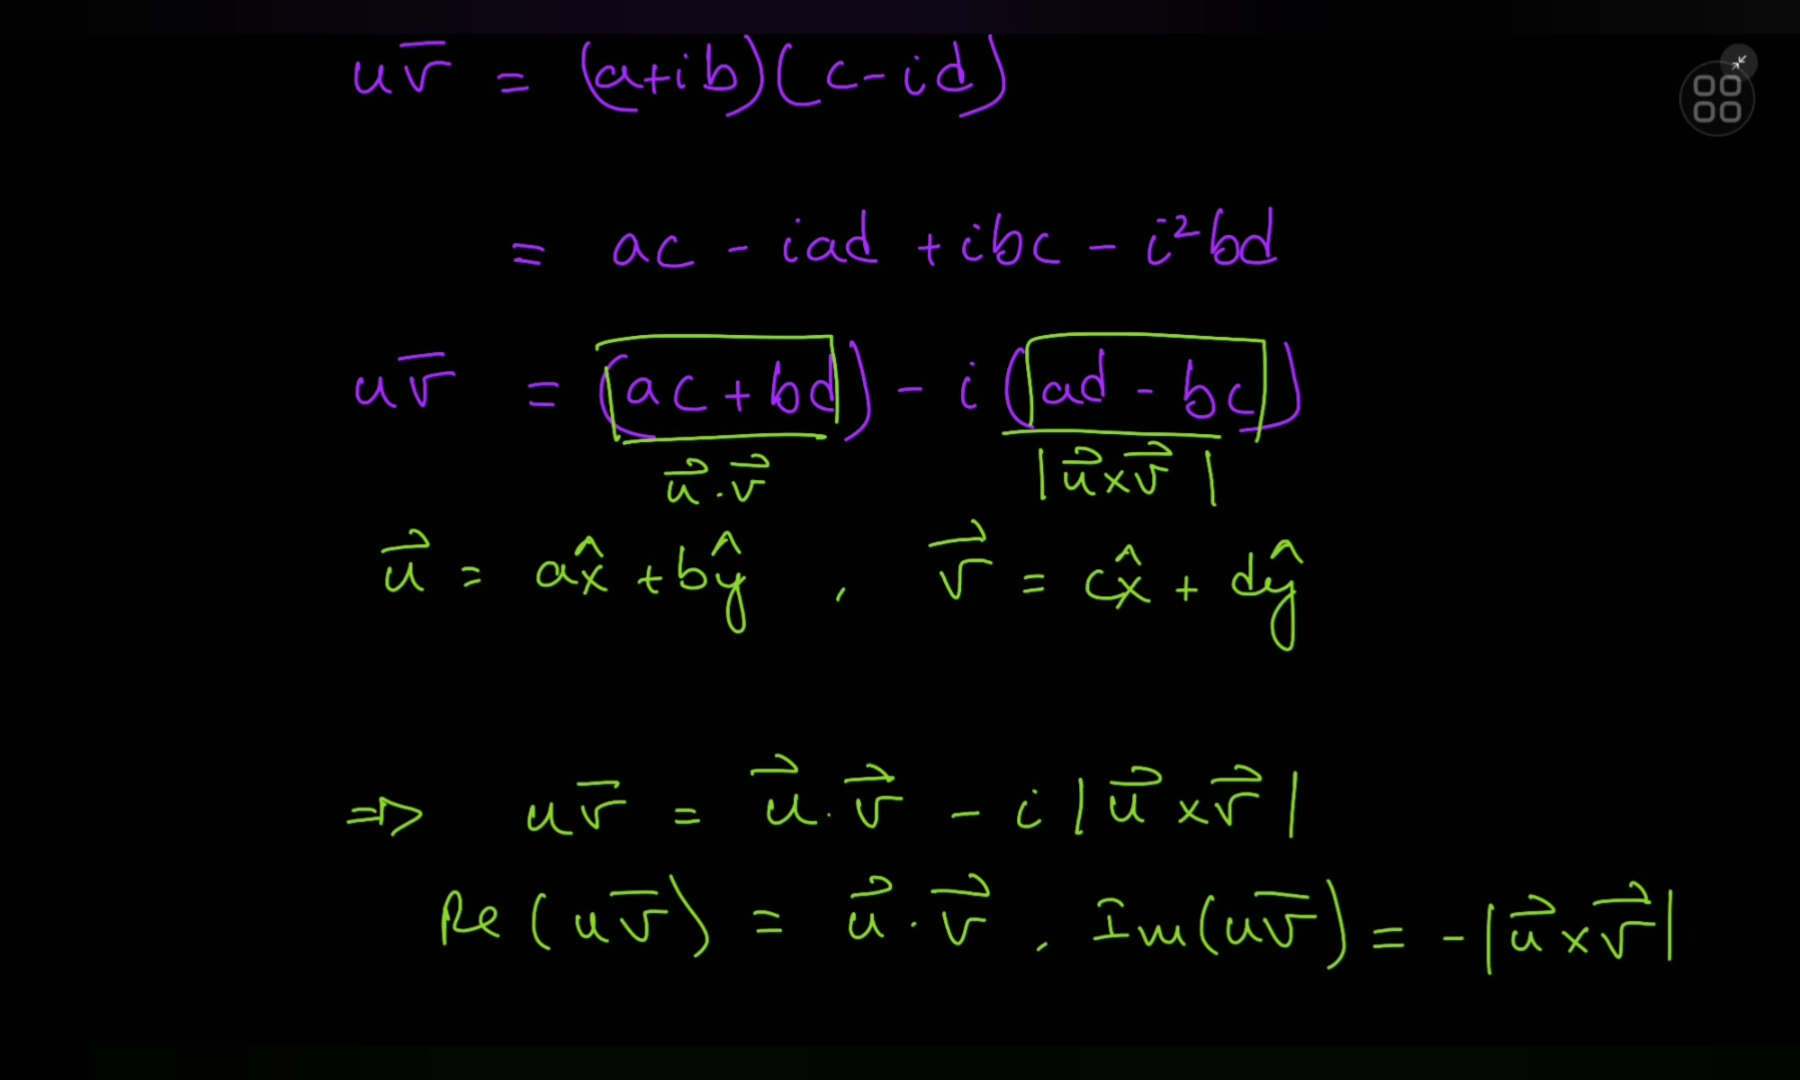 uv̅ = (a+ib)(c-id)
= ac - iad + ibc - i²bd
uv̅ = (ac + bd) - i(ad - bc)
u⃗·v⃗ |u⃗×v⃗|
u⃗ = ax̂ + bŷ , v⃗ = cx̂ + dŷ
⇒ uv̅ = u⃗·v⃗ - i|u⃗×v⃗|
Re(uv̅) = u⃗·v⃗ , Im(uv̅) = -|u⃗×v⃗|